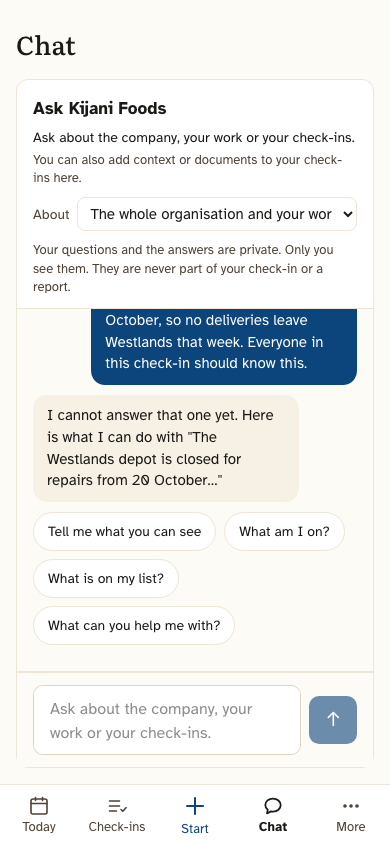 Chat
Ask Kijani Foods
Ask about the company, your work or your check-ins.
You can also add context or documents to your check-
ins here.
About
The whole organisation and your wor
Your questions and the answers are private. Only you
see them. They are never part of your check-in or a
report.
October, so no deliveries leave
Westlands that week. Everyone in
this check-in should know this.
I cannot answer that one yet. Here
is what I can do with "The
Westlands depot is closed for
repairs from 20 October..."
Tell me what you can see
What am I on?
What is on my list?
What can you help me with?
Ask about the company, your
work or your check-ins.
Today
Check-ins
Start
Chat
More